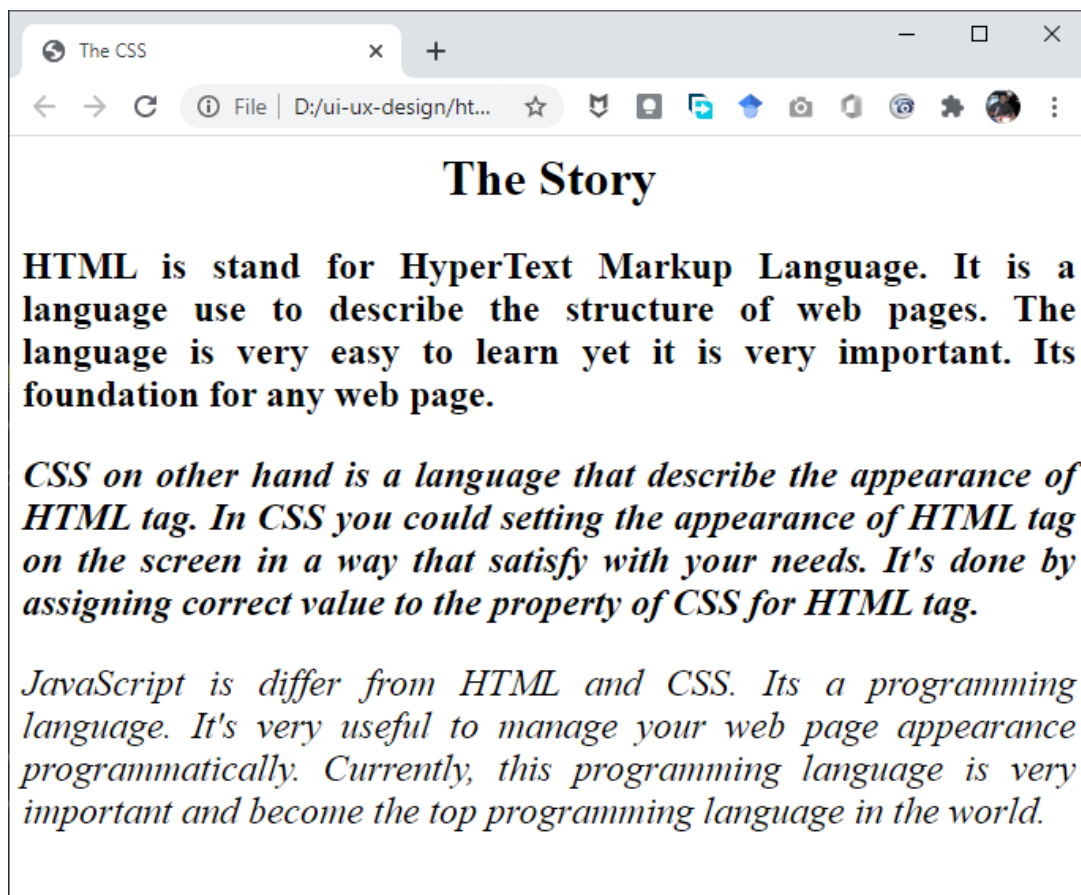 The CSS
File D:/ui-ux-design/ht...
The Story
HTML is stand for HyperText Markup Language. It is a
language use to describe the structure of web pages. The
language is very easy to learn yet it is very important. Its
foundation for any web page.
CSS on other hand is a language that describe the appearance of
HTML tag. In CSS you could setting the appearance of HTML tag
on the screen in a way that satisfy with your needs. It's done by
assigning correct value to the property of CSS for HTML tag.
JavaScript is differ from HTML and CSS. Its a programming
language. It's very useful to manage your web page appearance
programmatically. Currently, this programming language is very
important and become the top programming language in the world.